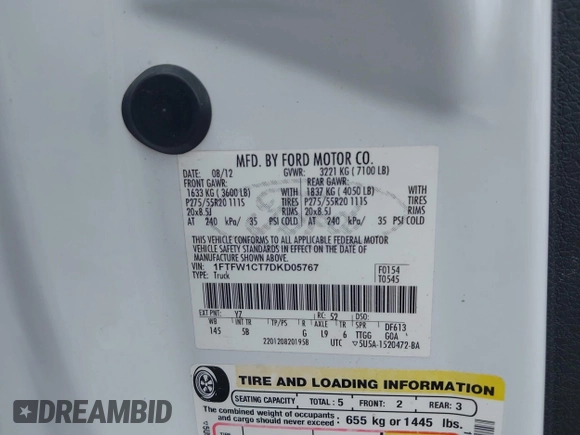 MFD. BY FORD MOTOR CO.
DATE: 08/12 GVWR: 3221 KG ( 7100 LB)
FRONT GAWR: REAR GAWR:
1633 KG ( 3600 LB) WITH 1837 KG ( 4050 LB) WITH
P275/55R20 111S TIRES P275/55R20 111S TIRES
20x8.5J RIMS 20x8.5J RIMS
AT 240 kPa/ 35 PSI COLD AT 240 kPa/ 35 PSI COLD
THIS VEHICLE CONFORMS TO ALL APPLICABLE FEDERAL MOTOR
VEHICLE SAFETY AND THEFT PREVENTION STANDARDS IN EFFECT ON THE DATE OF
MANUFACTURE SHOWN ABOVE.
VIN: 1FTFW1CT7DKD05767 F0154
TYPE: Truck T0545
EXT PNT: YZ RC: 52 DSO:
WB INT TR TP/PS R AXLE TR SPR DF613
145 5B G L9 6 TTGG GOA
22012082019SB UTC 5U5A-1520472-BA
TIRE AND LOADING INFORMATION
SEATING CAPACITY TOTAL: 5 FRONT: 2 REAR: 3
The combined weight of occupants and cargo should never exceed: 655 kg or 1445 lbs.
DREAMBID